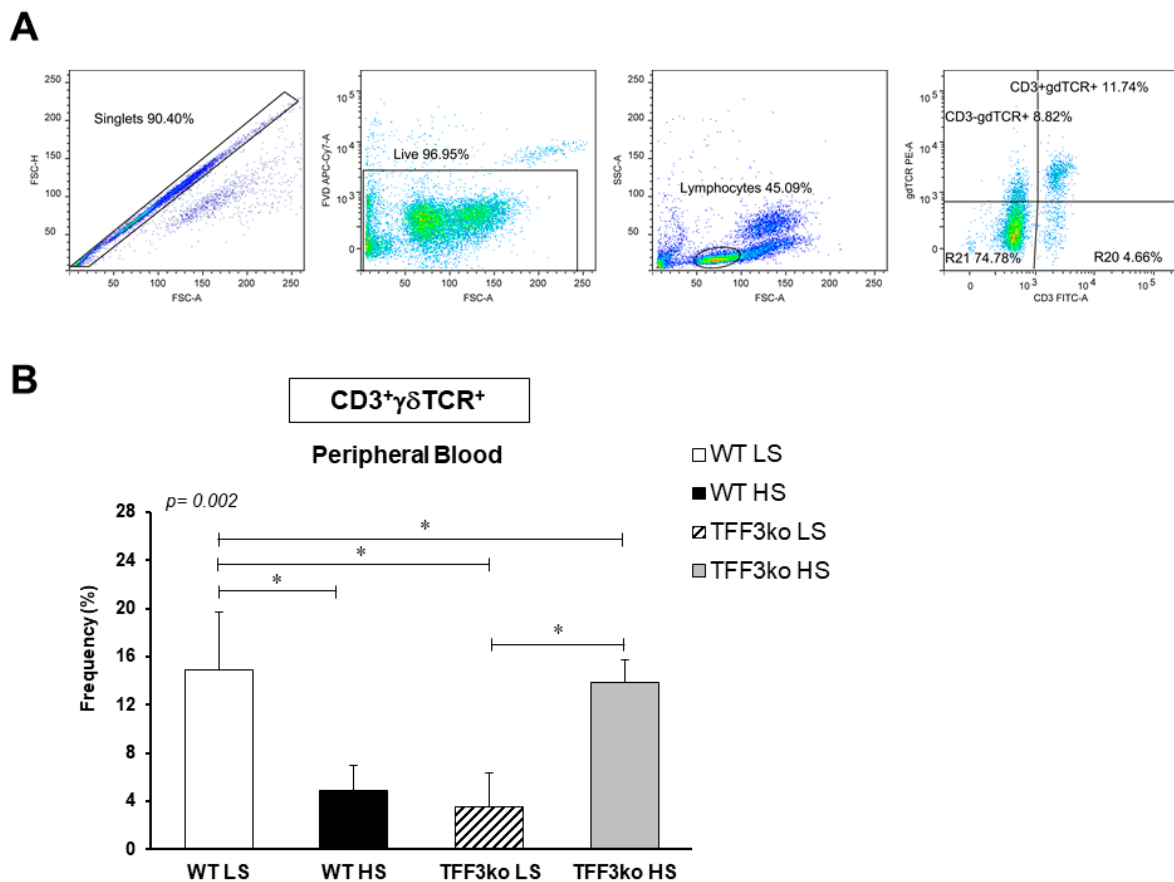 A
Singlets 90.40%
FSC-H
250
200
150
100
50
50 100 150 200 250
FSC-A
Live 96.95%
FVD APC-Cy7-A
10^5
10^4
10^3
0
50 100 150 200 250
FSC-A
Lymphocytes 45.09%
SSC-A
250
200
150
100
50
50 100 150 200 250
FSC-A
CD3+gdTCR+ 11.74%
CD3-gdTCR+ 8.82%
gdTCR PE-A
10^5
10^4
10^3
0
R21 74.78%
R20 4.66%
0 10^3 10^4 10^5
CD3 FITC-A
B
CD3+γδTCR+
Peripheral Blood
p= 0.002
WT LS
WT HS
TFF3ko LS
TFF3ko HS
Frequency (%)
28
24
20
16
12
8
4
0
*
*
*
*
WT LS WT HS TFF3ko LS TFF3ko HS